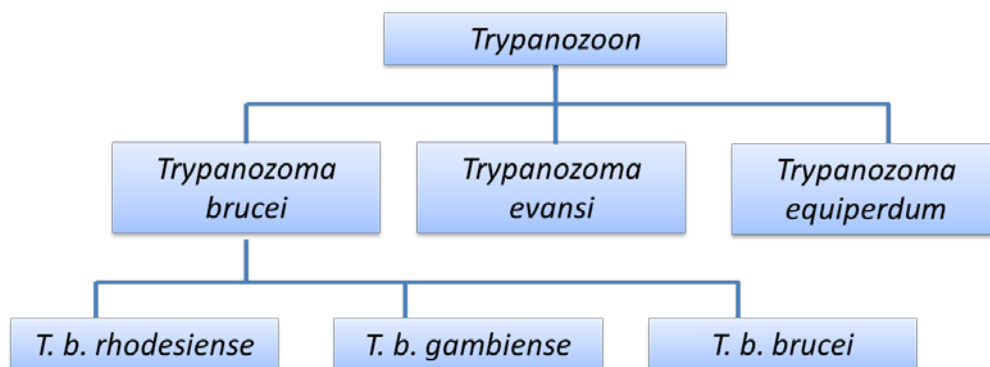 Trypanozoon
Trypanozoma
brucei
Trypanozoma
evansi
Trypanozoma
equiperdum
T. b. rhodesiense
T. b. gambiense
T. b. brucei